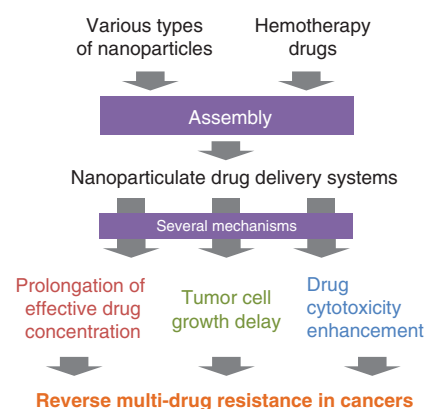 Various types
of nanoparticles
Hemotherapy
drugs
Assembly
Nanoparticulate drug delivery systems
Several mechanisms
Prolongation of
effective drug
concentration
Tumor cell
growth delay
Drug
cytotoxicity
enhancement
Reverse multi-drug resistance in cancers